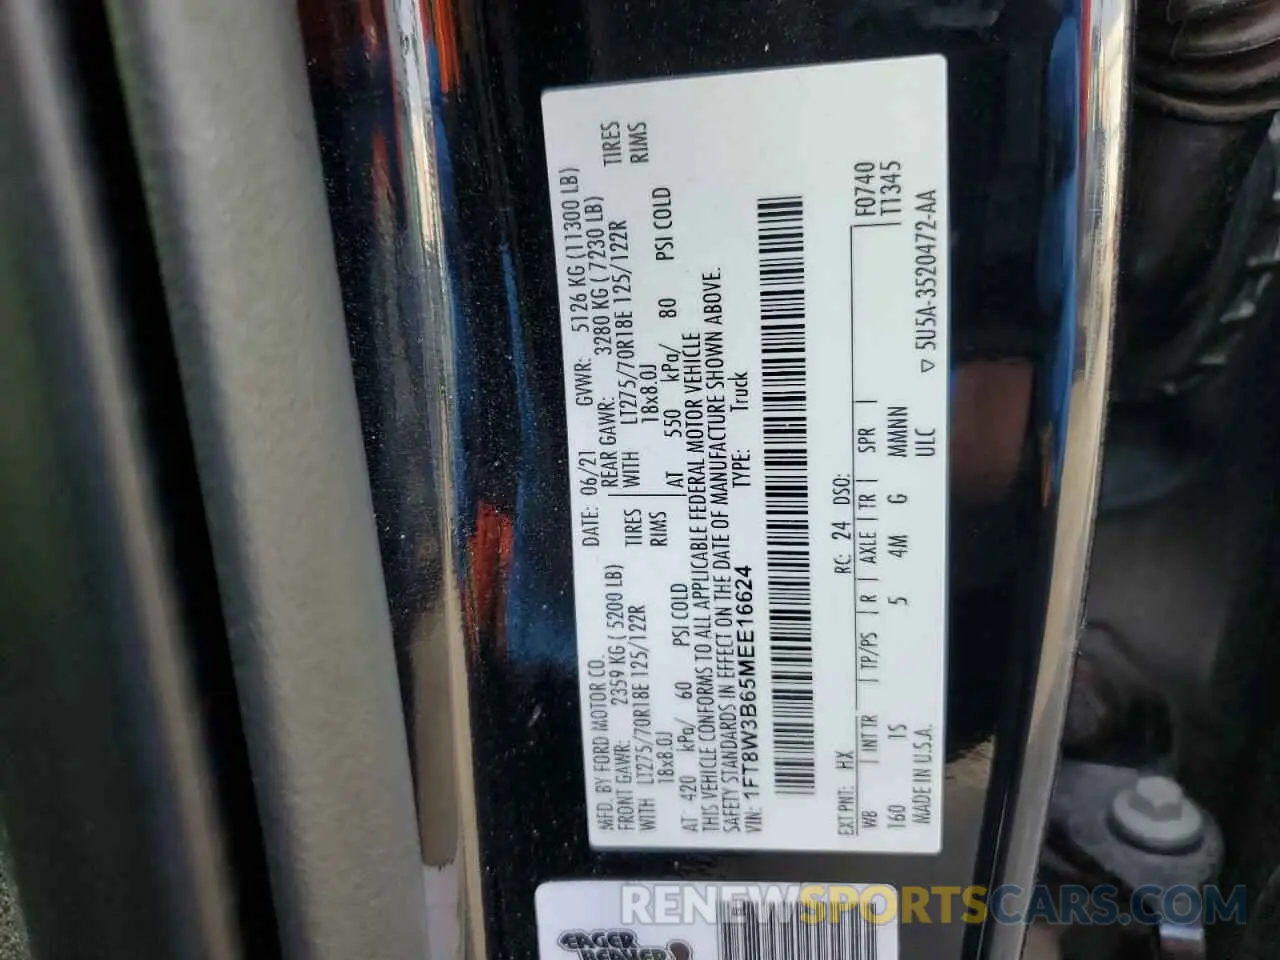 MFD. BY FORD MOTOR CO.
DATE: 06/21 GVWR: 5126 KG (11300 LB)
FRONT GAWR: 2359 KG ( 5200 LB) REAR GAWR: 3280 KG ( 7230 LB)
WITH LT275/70R18E 125/122R TIRES WITH LT275/70R18E 125/122R TIRES
18x8.0J RIMS 18x8.0J RIMS
AT 420 kPa/ 60 PSI COLD AT 550 kPa/ 80 PSI COLD
THIS VEHICLE CONFORMS TO ALL APPLICABLE FEDERAL MOTOR VEHICLE
SAFETY STANDARDS IN EFFECT ON THE DATE OF MANUFACTURE SHOWN ABOVE.
VIN: 1FT8W3B65MEE16624 TYPE: Truck
EXT PNT: HX RC: 24 DSO: F0740
WB INT TR TP/PS R AXLE TR SPR T1345
160 1S 5 4M G MMNN
MADE IN U.S.A. ULC ▽ 5U5A-3520472-AA
EAGER
BEAVER
RENEWSPORTSCARS.COM